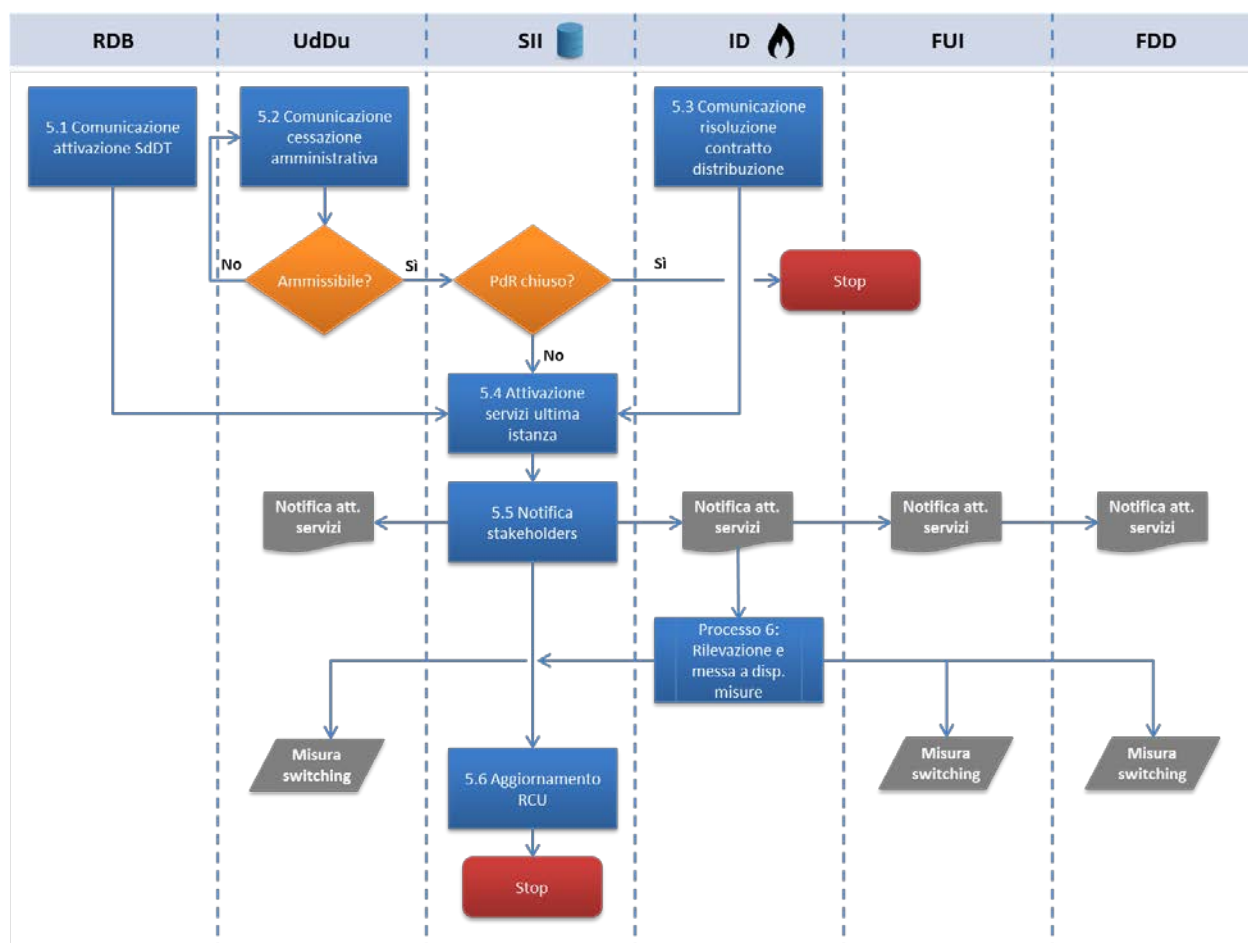 RDB
UdDu
SII
ID
FUI
FDD
5.1 Comunicazione
attivazione SdDT
5.2 Comunicazione
cessazione
amministrativa
5.3 Comunicazione
risoluzione
contratto
distribuzione
No
Ammissibile?
Sì
PdR chiuso?
Sì
Stop
No
5.4 Attivazione
servizi ultima
istanza
Notifica att.
servizi
5.5 Notifica
stakeholders
Notifica att.
servizi
Notifica att.
servizi
Notifica att.
servizi
Processo 6:
Rilevazione e
messa a disp.
misure
Misura
switching
5.6 Aggiornamento
RCU
Misura
switching
Misura
switching
Stop